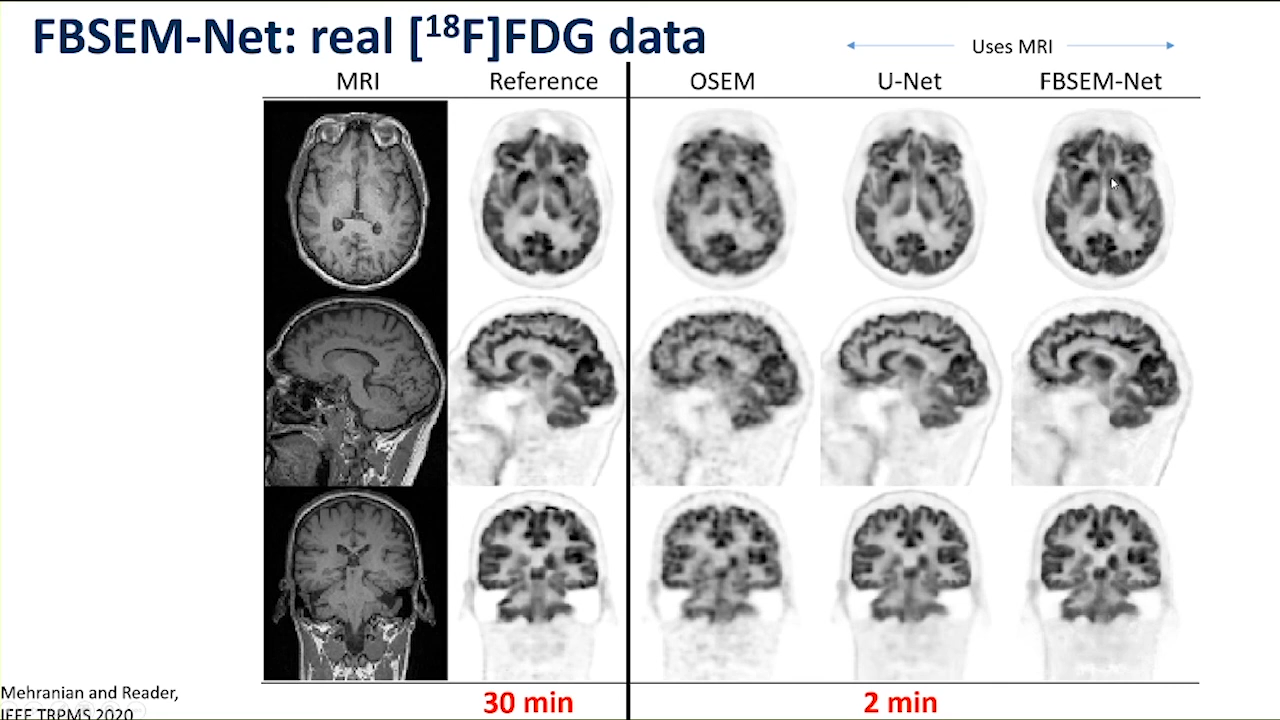 FBSEM-Net: real [¹⁸F]FDG data
Uses MRI
MRI Reference OSEM U-Net FBSEM-Net
30 min 2 min
Mehranian and Reader,
IEEE TRPMS 2020